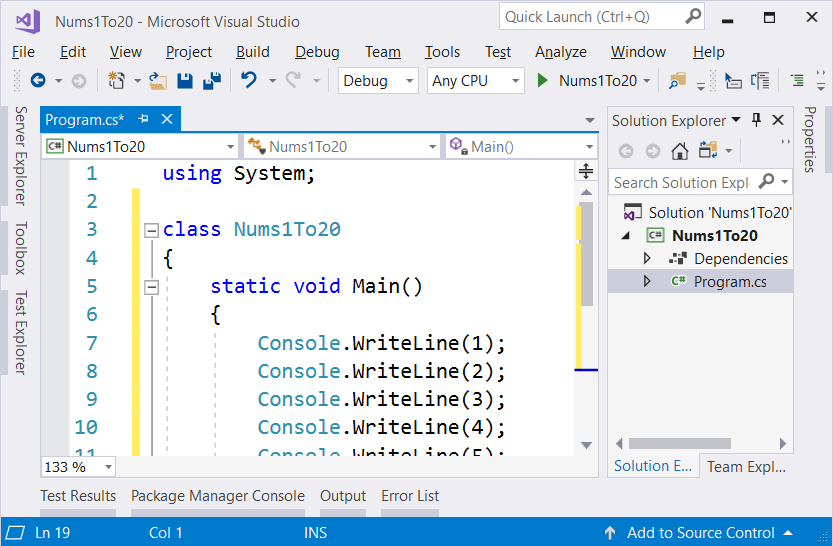 Nums1To20 - Microsoft Visual Studio
Quick Launch (Ctrl+Q)
File Edit View Project Build Debug Team Tools Test Analyze Window Help
Debug Any CPU Nums1To20
Server Explorer
Toolbox
Test Explorer
Program.cs*
Nums1To20 Nums1To20 Main()
1 using System;
2
3 class Nums1To20
4 {
5 static void Main()
6 {
7 Console.WriteLine(1);
8 Console.WriteLine(2);
9 Console.WriteLine(3);
10 Console.WriteLine(4);
11 Console.WriteLine(5);
133 %
Solution Explorer
Search Solution Expl
Solution 'Nums1To20'
C# Nums1To20
Dependencies
C# Program.cs
Solution E... Team Expl...
Properties
Test Results Package Manager Console Output Error List
Ln 19 Col 1 INS Add to Source Control